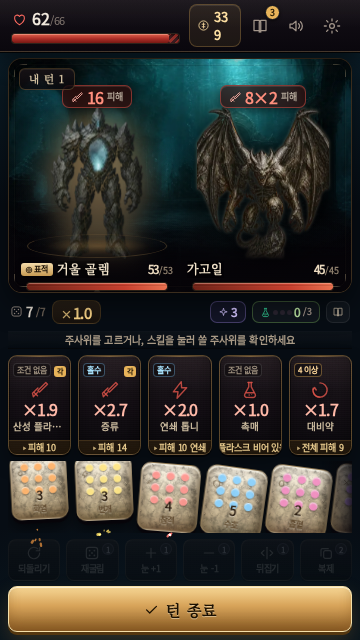 62/66
33
9
3
내 턴 1
16 피해
8×2 피해
표적 거울 골렘 53/53
가고일 45/45
7/7
×1.0
3
0/3
주사위를 고르거나, 스킬을 눌러 쓸 주사위를 확인하세요
조건 없음 각
×1.9
산성 플라…
▸피해 10
홀수 각
×2.7
증류
▸피해 14
홀수
×2.0
연쇄 톱니
▸피해 10 연쇄
조건 없음
×1.0
촉매
플라스크 비어 있
4 이상
×1.7
대비약
▸전체 피해 9
3
3
4
5
2
되돌리기
재굴림 1
눈 +1 1
눈 -1 1
뒤집기 1
복제 2
턴 종료